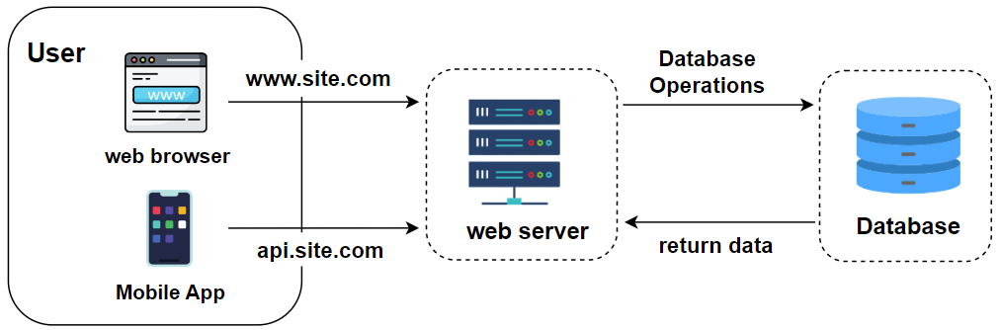 User
www
web browser
Mobile App
www.site.com
api.site.com
web server
Database
Operations
return data
Database